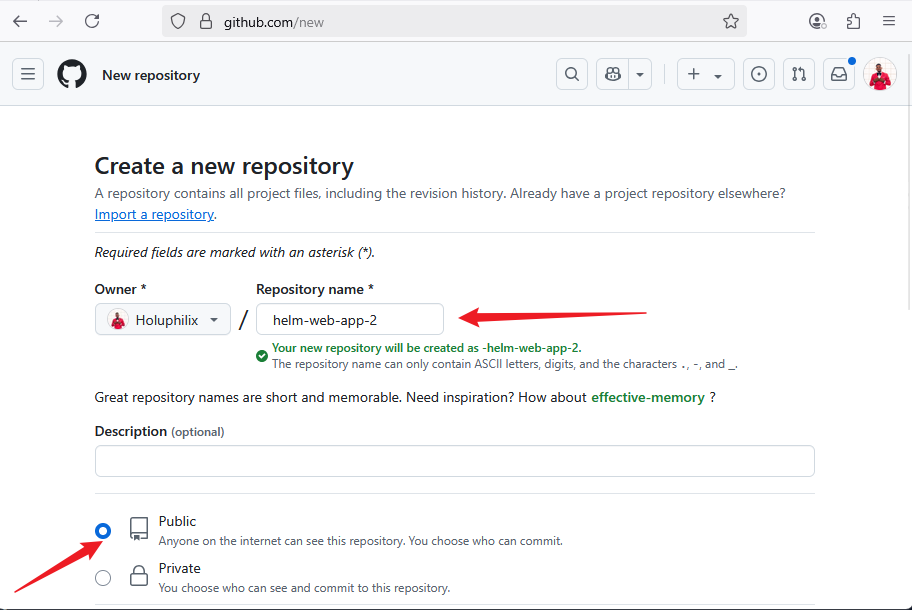 github.com/new
New repository
Create a new repository
A repository contains all project files, including the revision history. Already have a project repository elsewhere?
Import a repository.
Required fields are marked with an asterisk (*).
Owner * Repository name *
Holuphilix / helm-web-app-2
Your new repository will be created as -helm-web-app-2.
The repository name can only contain ASCII letters, digits, and the characters ., -, and _.
Great repository names are short and memorable. Need inspiration? How about effective-memory ?
Description (optional)
Public
Anyone on the internet can see this repository. You choose who can commit.
Private
You choose who can see and commit to this repository.